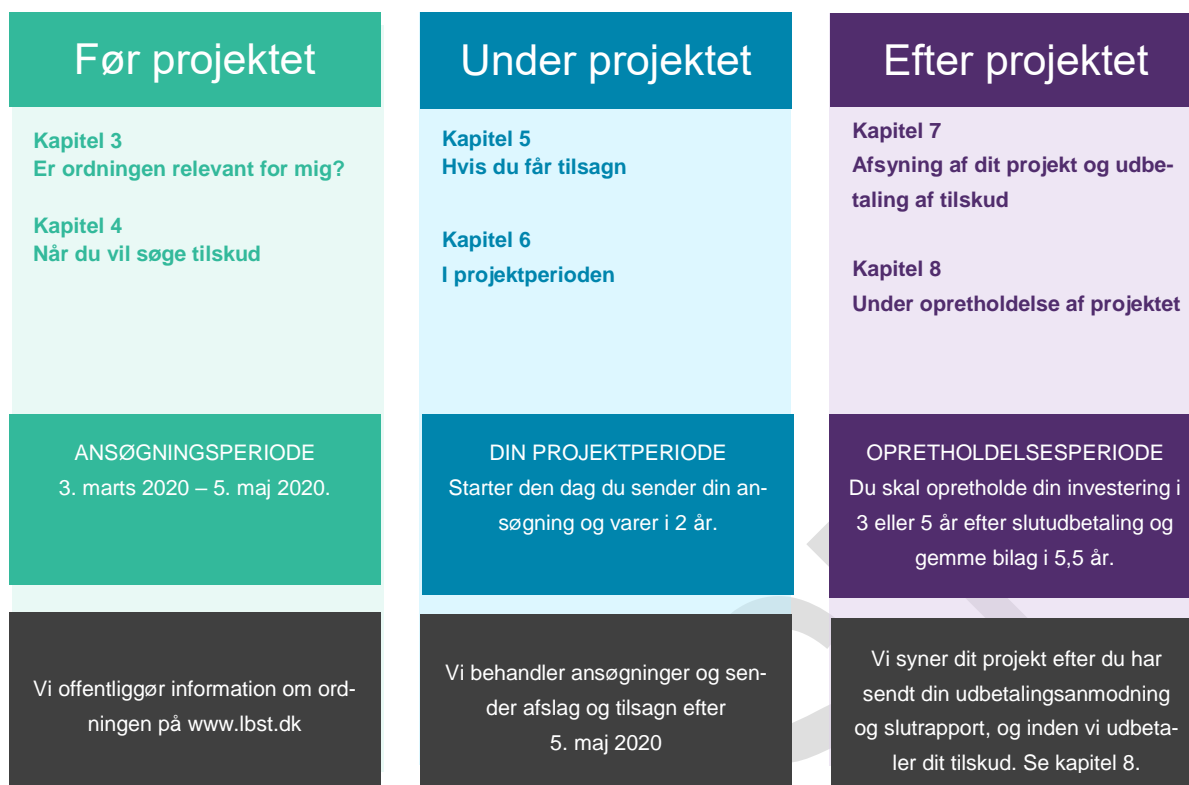 Før projektet
Kapitel 3
Er ordningen relevant for mig?
Kapitel 4
Når du vil søge tilskud
ANSØGNINGSPERIODE
3. marts 2020 – 5. maj 2020.
Vi offentliggør information om ord-
ningen på www.lbst.dk
Under projektet
Kapitel 5
Hvis du får tilsagn
Kapitel 6
I projektperioden
DIN PROJEKTPERIODE
Starter den dag du sender din an-
søgning og varer i 2 år.
Vi behandler ansøgninger og sen-
der afslag og tilsagn efter
5. maj 2020
Efter projektet
Kapitel 7
Afsyning af dit projekt og udbe-
taling af tilskud
Kapitel 8
Under opretholdelse af projektet
OPRETHOLDELSESPERIODE
Du skal opretholde din investering i
3 eller 5 år efter slutudbetaling og
gemme bilag i 5,5 år.
Vi syner dit projekt efter du har
sendt din udbetalingsanmodning
og slutrapport, og inden vi udbeta-
ler dit tilskud. Se kapitel 8.